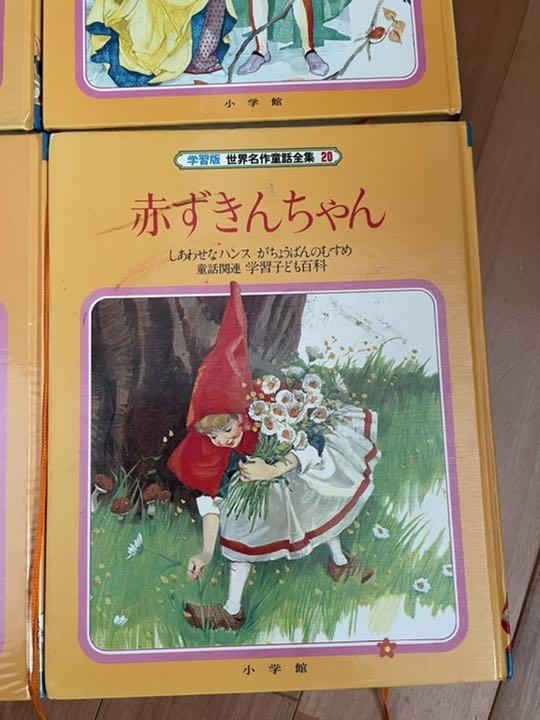 小学館
学習版 世界名作童話全集 20
赤ずきんちゃん
しあわせなハンス がちょうばんのむすめ
童話関連 学習子ども百科
小学館